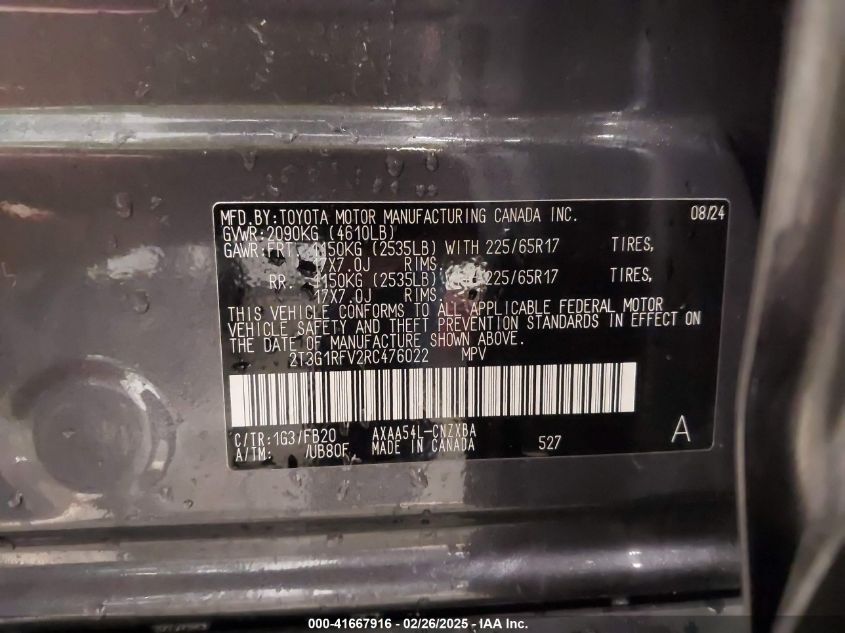 MFD.BY:TOYOTA MOTOR MANUFACTURING CANADA INC. 08/24
GVWR:2090KG (4610LB)
GAWR:FRT. 1150KG (2535LB) WITH 225/65R17 TIRES,
17X7.0J RIMS
RR. 1150KG (2535LB) 225/65R17 TIRES,
17X7.0J RIMS
THIS VEHICLE CONFORMS TO ALL APPLICABLE FEDERAL MOTOR
VEHICLE SAFETY AND THEFT PREVENTION STANDARDS IN EFFECT ON
THE DATE OF MANUFACTURE SHOWN ABOVE.
2T3G1RFV2RC476022 MPV
C/TR:1G3/FB20 AXAA54L-CNZXBA
A/TM: /UB80F MADE IN CANADA 527 A
000-41667916 - 02/26/2025 - IAA Inc.